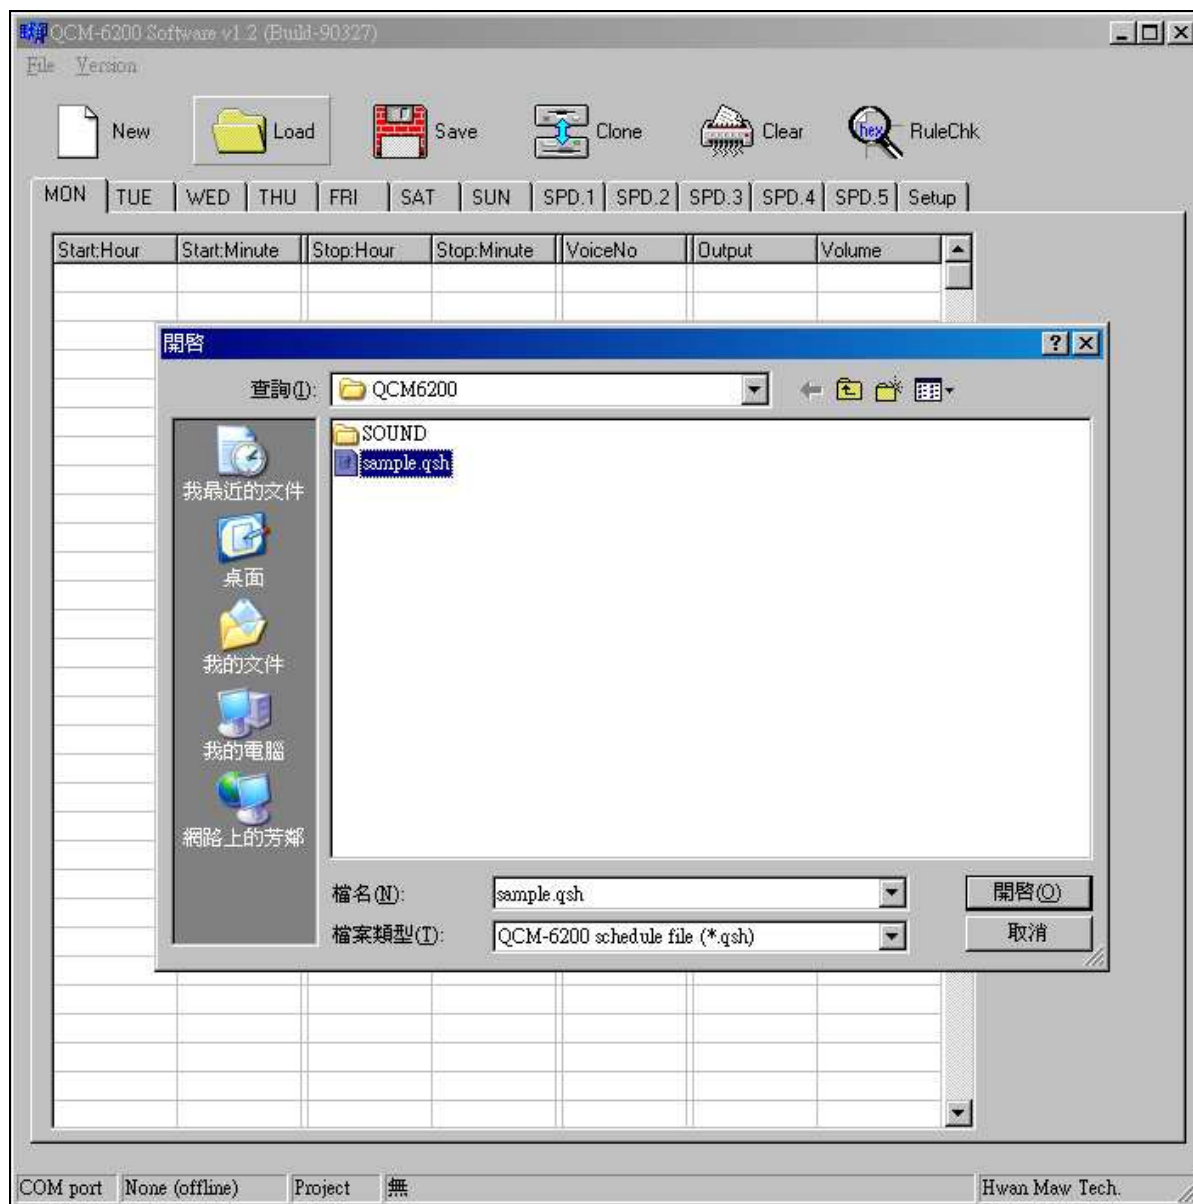 QCM-6200 Software v1.2 (Build-90327)
File Version
New Load Save Clone Clear hex RuleChk
MON TUE WED THU FRI SAT SUN SPD.1 SPD.2 SPD.3 SPD.4 SPD.5 Setup
Start:Hour Start:Minute Stop:Hour Stop:Minute VoiceNo Output Volume
開啓
查詢(I): QCM6200
SOUND
sample.qsh
我最近的文件
桌面
我的文件
我的電腦
網路上的芳鄰
檔名(N): sample.qsh 開啓(O)
檔案類型(T): QCM-6200 schedule file (*.qsh) 取消
COM port None (offline) Project 無 Hwan Maw Tech.